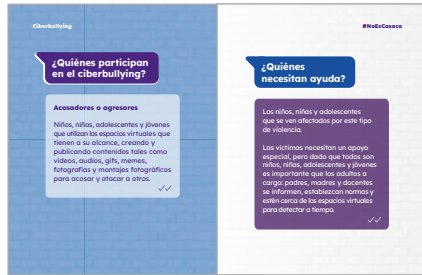 Ciberbullying
¿Quiénes participan
en el ciberbullying?
Acosadores o agresores
Niños, niñas, adolescentes y jóvenes
que utilizan los espacios virtuales que
tienen a su alcance, creando y
publicando contenidos tales como
videos, audios, gifs, memes,
fotografías y montajes fotográficos
para acosar y atacar a otros.
#NoEsCasaca
¿Quiénes
necesitan ayuda?
Los niños, niñas y adolescentes
que se ven afectados por este tipo
de violencia.
Las víctimas necesitan un apoyo
especial, pero dado que todos son
niños, niñas, adolescentes y jóvenes
es importante que los adultos a
cargo: padres, madres y docentes
se informen, establezcan normas y
estén cerca de los espacios virtuales
para detectar a tiempo.